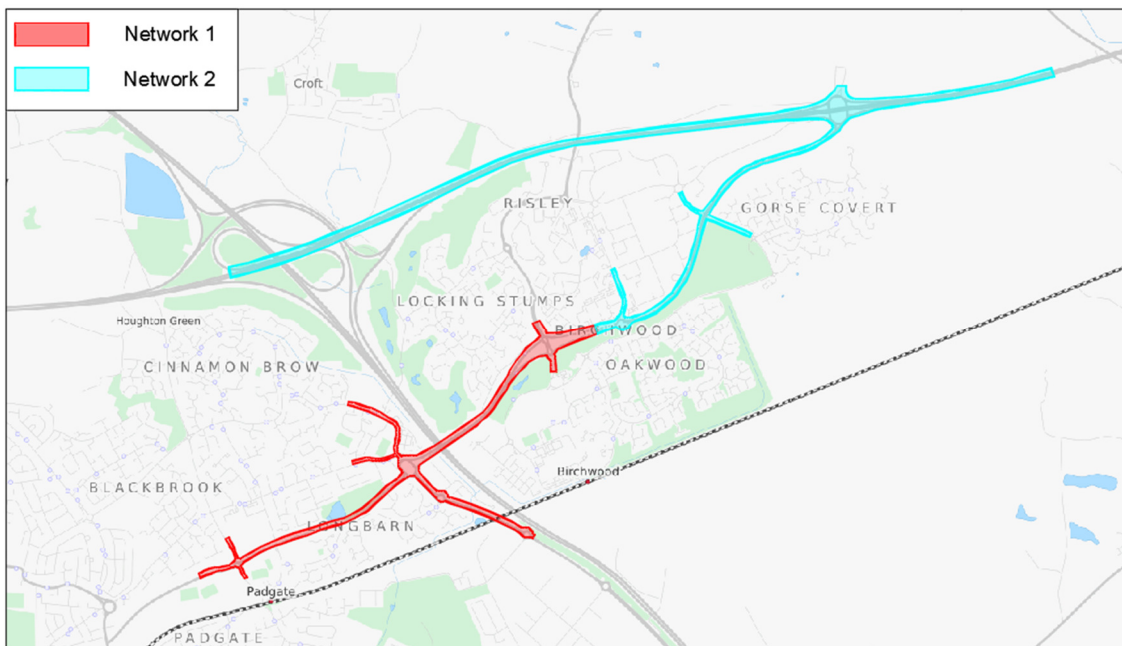 Network 1
Network 2
Croft
RISLEY
GORSE COVERT
LOCKING STUMPS
Houghton Green
BIRCHWOOD
CINNAMON BROW
OAKWOOD
Birchwood
BLACKBROOK
LONGBARN
Padgate
PADGATE